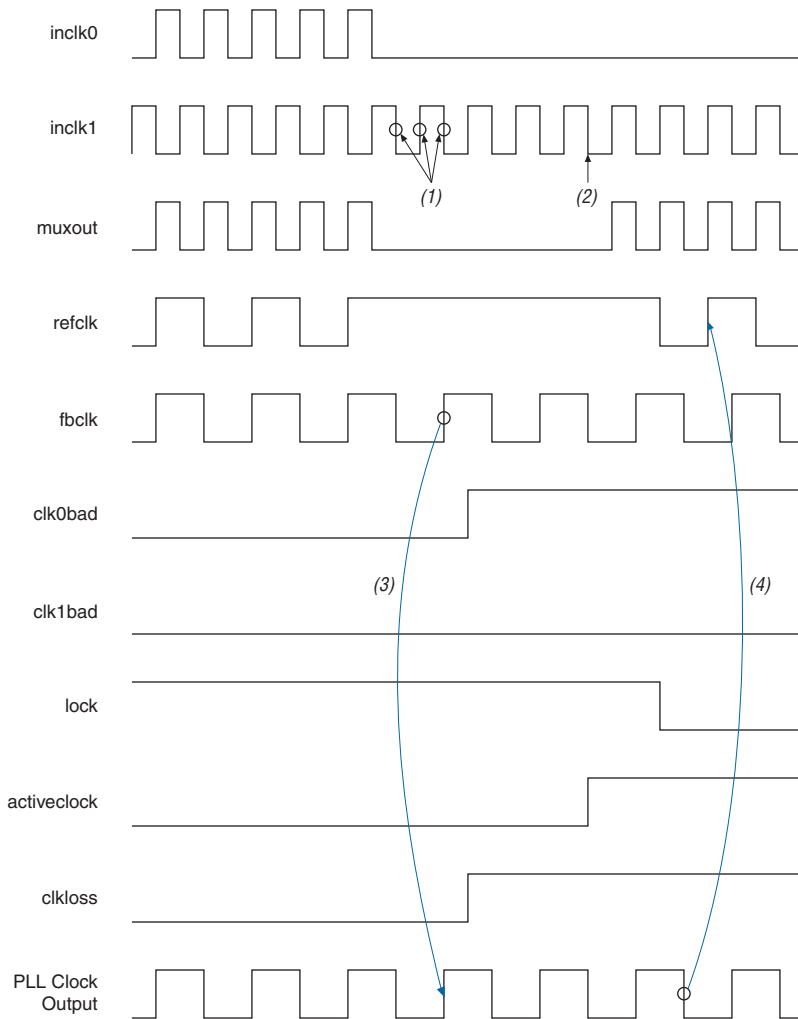 inclk0
inclk1
(1)
(2)
muxout
refclk
fbclk
clk0bad
(3)
(4)
clk1bad
lock
activeclock
clkloss
PLL Clock
Output